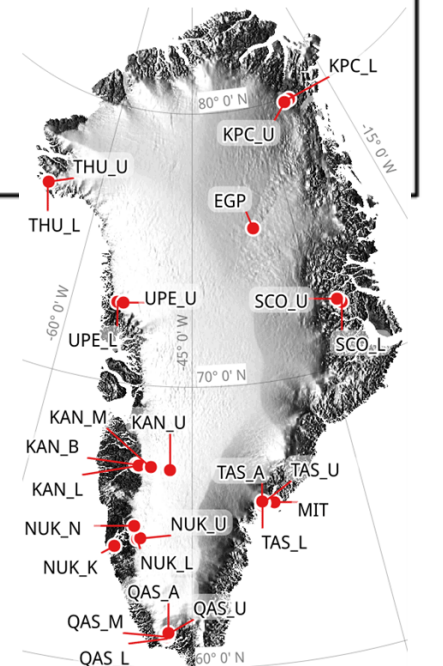 KPC_L
80° 0' N
KPC_U
-15° 0' W
THU_U
EGP
THU_L
UPE_U
SCO_U
-60° 0' W
UPE_L
-45° 0' W
SCO_L
70° 0' N
KAN_M
KAN_U
KAN_B
TAS_A
TAS_U
KAN_L
MIT
NUK_N
NUK_U
TAS_L
NUK_K
NUK_L
QAS_A
QAS_U
QAS_M
QAS_L
60° 0' N